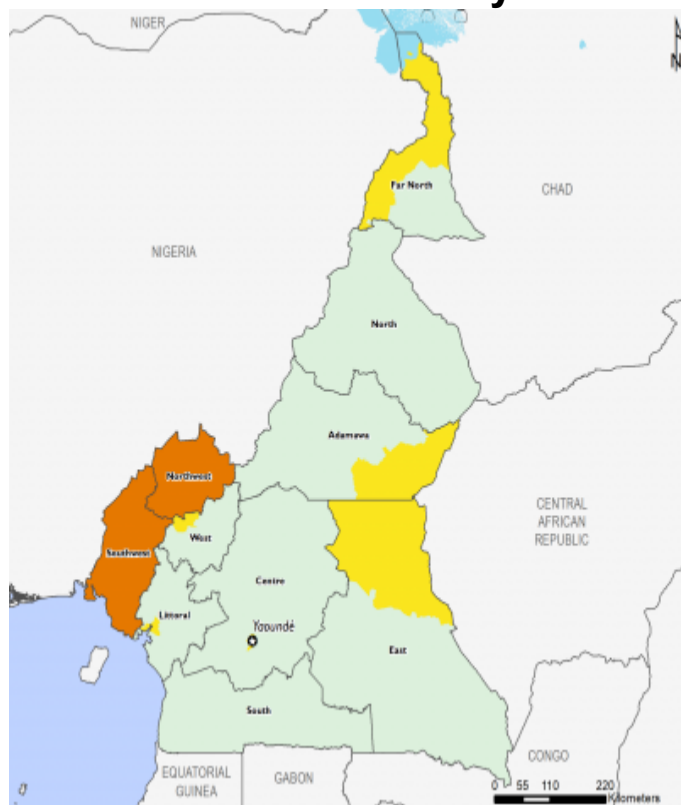 y
NIGER
N
Far North
CHAD
NIGERIA
North
Adamawa
Northwest
CENTRAL
AFRICAN
REPUBLIC
West
Southwest
Centre
Littoral
Yaoundé
East
South
CONGO
EQUATORIAL
GUINEA
GABON
0 55 110 220
Kilometers